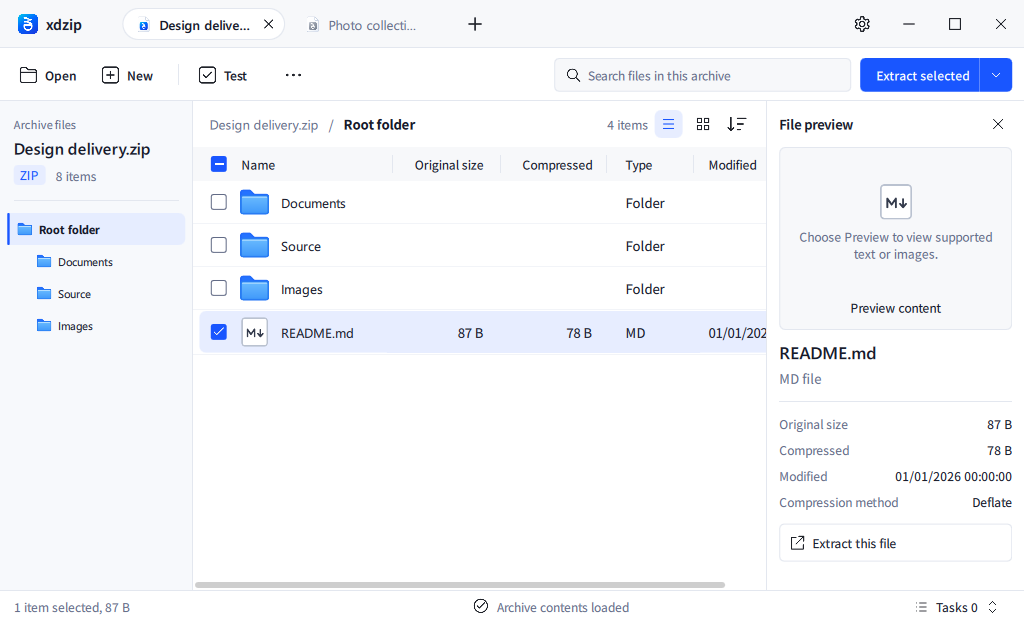 xdzip
Design delive...
Photo collecti...
Open
New
Test
Search files in this archive
Extract selected
Archive files
Design delivery.zip
ZIP
8 items
Root folder
Documents
Source
Images
Design delivery.zip / Root folder
4 items
Name
Original size
Compressed
Type
Modified
Documents
Folder
Source
Folder
Images
Folder
M↓
README.md
87 B
78 B
MD
01/01/202
File preview
M↓
Choose Preview to view supported
text or images.
Preview content
README.md
MD file
Original size
87 B
Compressed
78 B
Modified
01/01/2026 00:00:00
Compression method
Deflate
Extract this file
1 item selected, 87 B
Archive contents loaded
Tasks 0